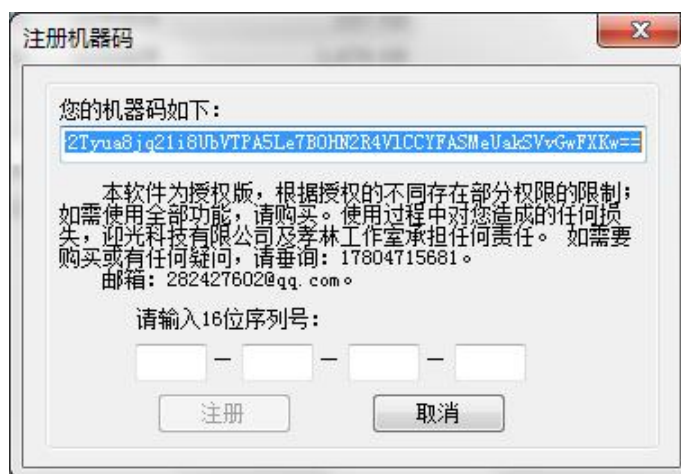 注册机器码
您的机器码如下：
2Tyua8jq21i8UbVTPA5Le7BOHN2R4VlCCYFASMeUakSVvGwFXKw==
本软件为授权版，根据授权的不同存在部分权限的限制；
如需使用全部功能，请购买。使用过程中对您造成的任何损
失，迎光科技有限公司及孝林工作室承担任何责任。 如需要
购买或有任何疑问，请垂询：17804715681。
邮箱：282427602@qq.com。
请输入16位序列号：
— — —
注册 取消